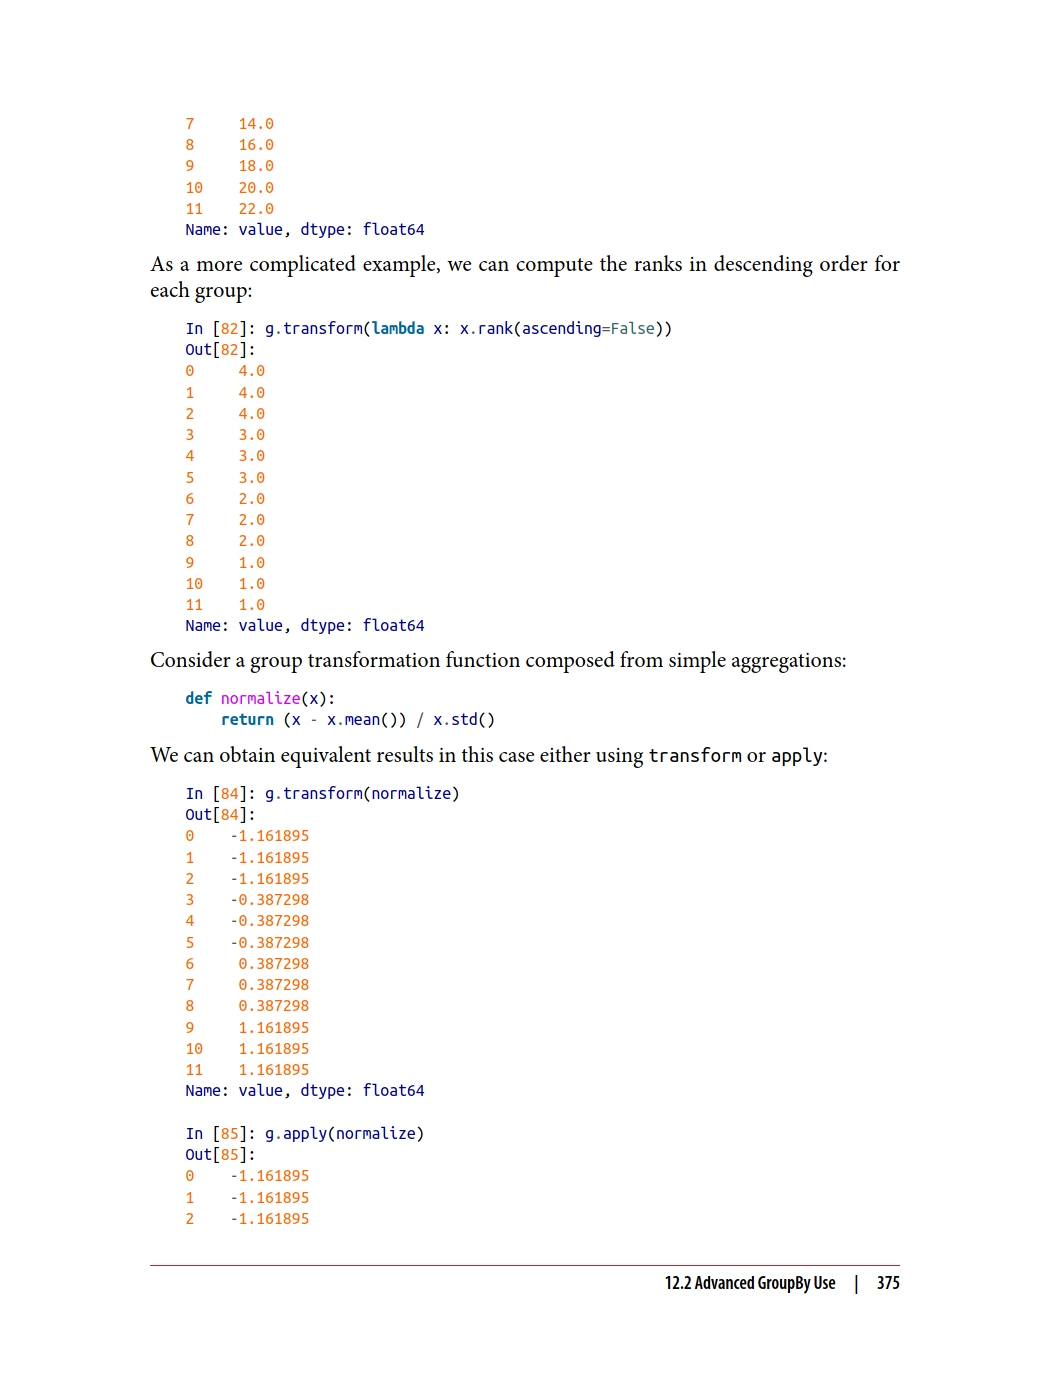 7     14.0
8     16.0
9     18.0
10    20.0
11    22.0
Name: value, dtype: float64
As a more complicated example, we can compute the ranks in descending order for
each group:
In [82]: g.transform(lambda x: x.rank(ascending=False))
Out[82]:
0     4.0
1     4.0
2     4.0
3     3.0
4     3.0
5     3.0
6     2.0
7     2.0
8     2.0
9     1.0
10    1.0
11    1.0
Name: value, dtype: float64
Consider a group transformation function composed from simple aggregations:
def normalize(x):
    return (x - x.mean()) / x.std()
We can obtain equivalent results in this case either using transform or apply:
In [84]: g.transform(normalize)
Out[84]:
0    -1.161895
1    -1.161895
2    -1.161895
3    -0.387298
4    -0.387298
5    -0.387298
6     0.387298
7     0.387298
8     0.387298
9     1.161895
10    1.161895
11    1.161895
Name: value, dtype: float64
In [85]: g.apply(normalize)
Out[85]:
0    -1.161895
1    -1.161895
2    -1.161895
12.2 Advanced GroupBy Use | 375